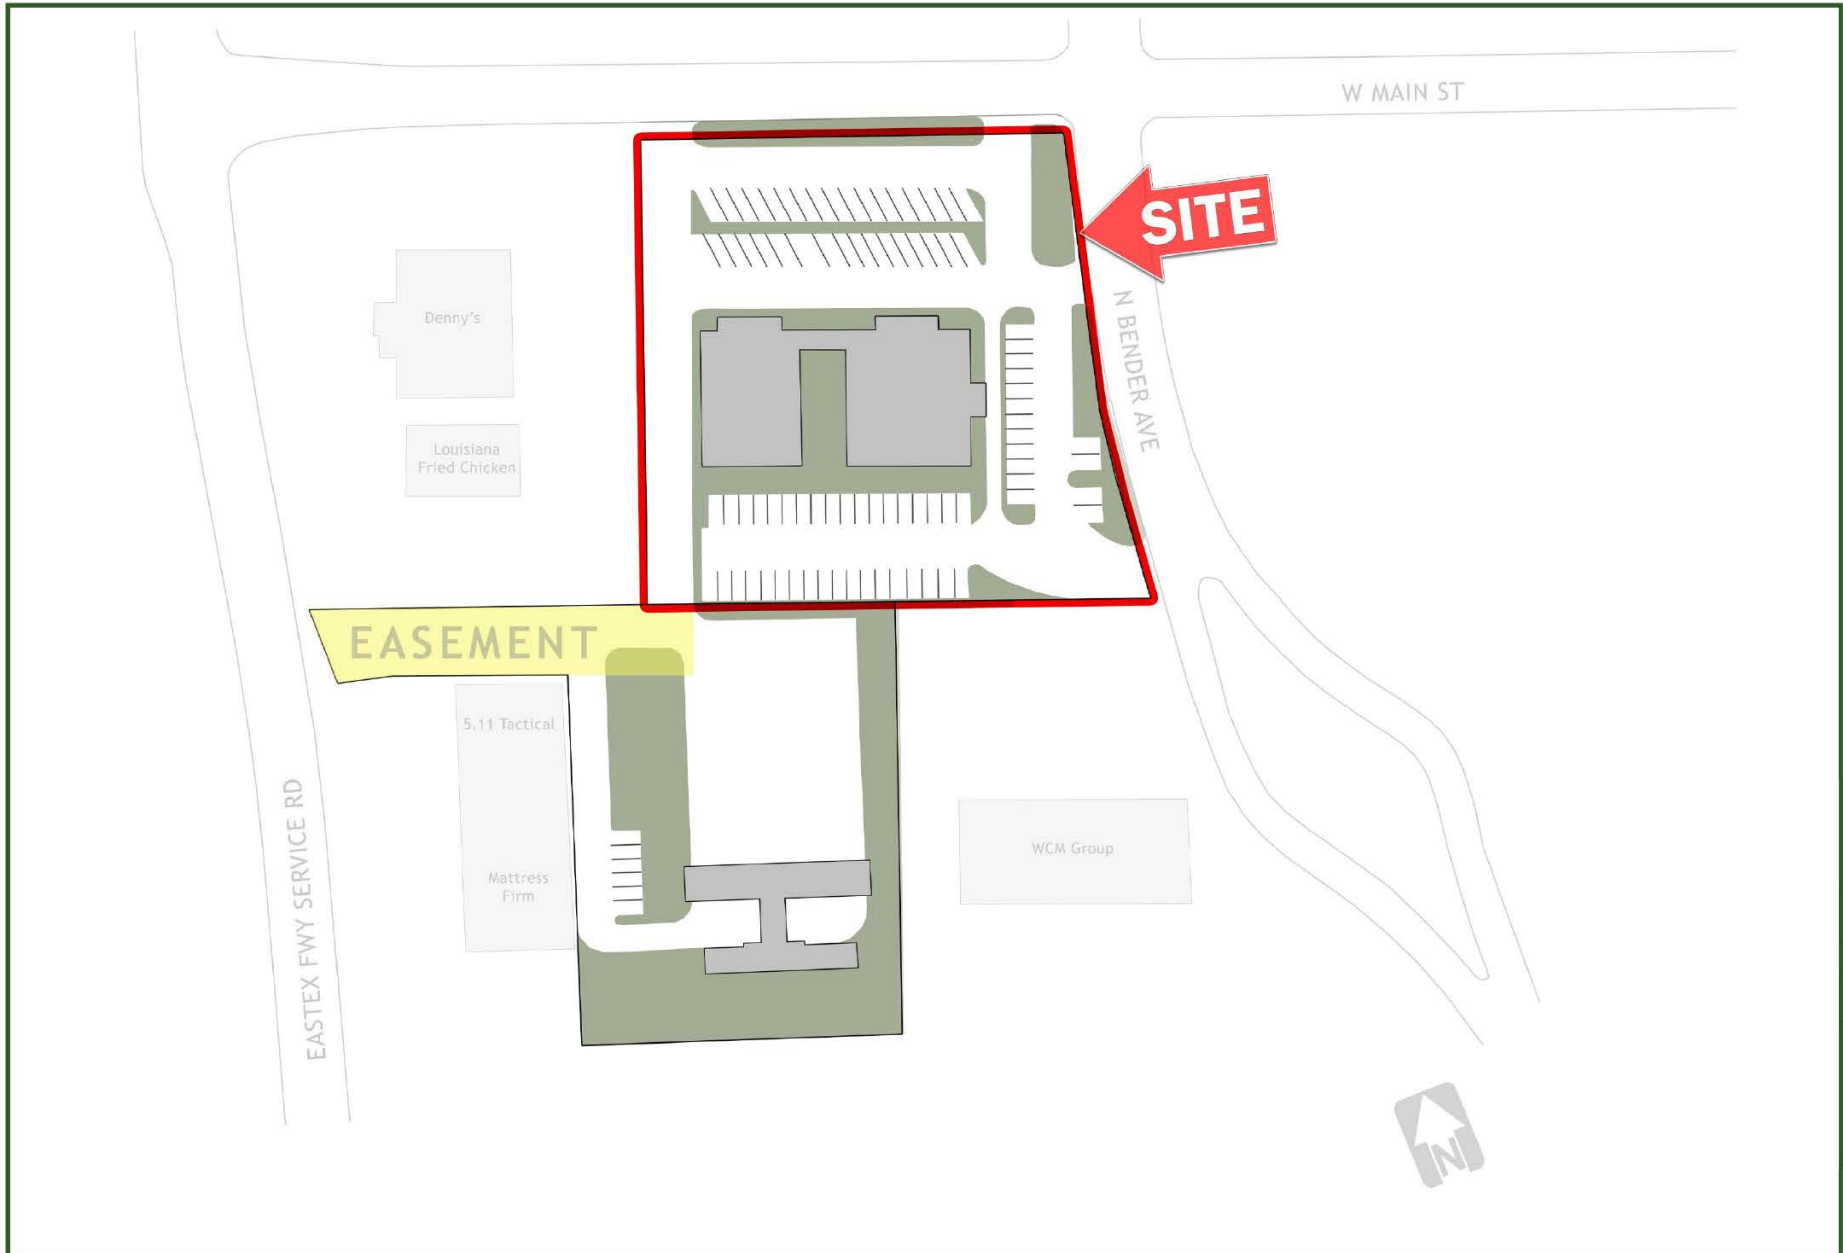 W MAIN ST
SITE
N BENDER AVE
Denny's
Louisiana
Fried Chicken
EASEMENT
5.11 Tactical
Mattress
Firm
WCM Group
EASTEX FWY SERVICE RD
N